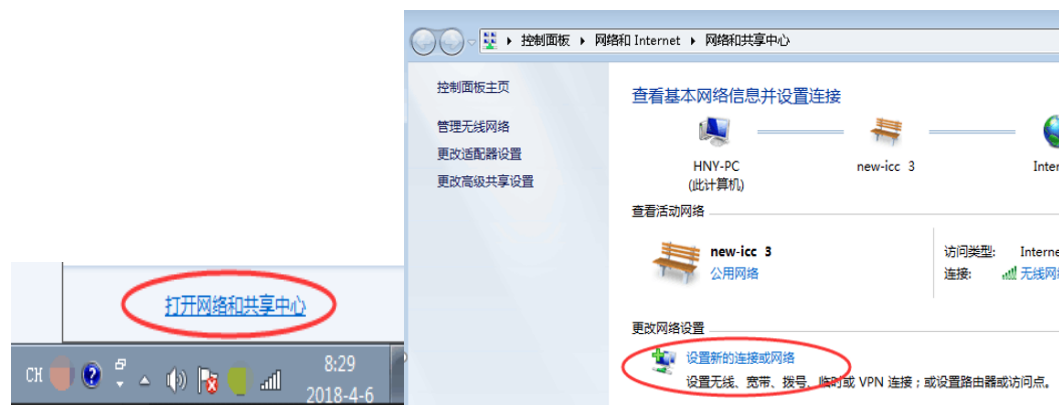 打开网络和共享中心
CH
8:29
2018-4-6
控制面板 ▶ 网络和 Internet ▶ 网络和共享中心
控制面板主页
管理无线网络
更改适配器设置
更改高级共享设置
查看基本网络信息并设置连接
HNY-PC
(此计算机)
new-icc 3
Inter
查看活动网络
new-icc 3
公用网络
访问类型: Interne
连接: 无线网络
更改网络设置
设置新的连接或网络
设置无线、宽带、拨号、临时或 VPN 连接；或设置路由器或访问点。